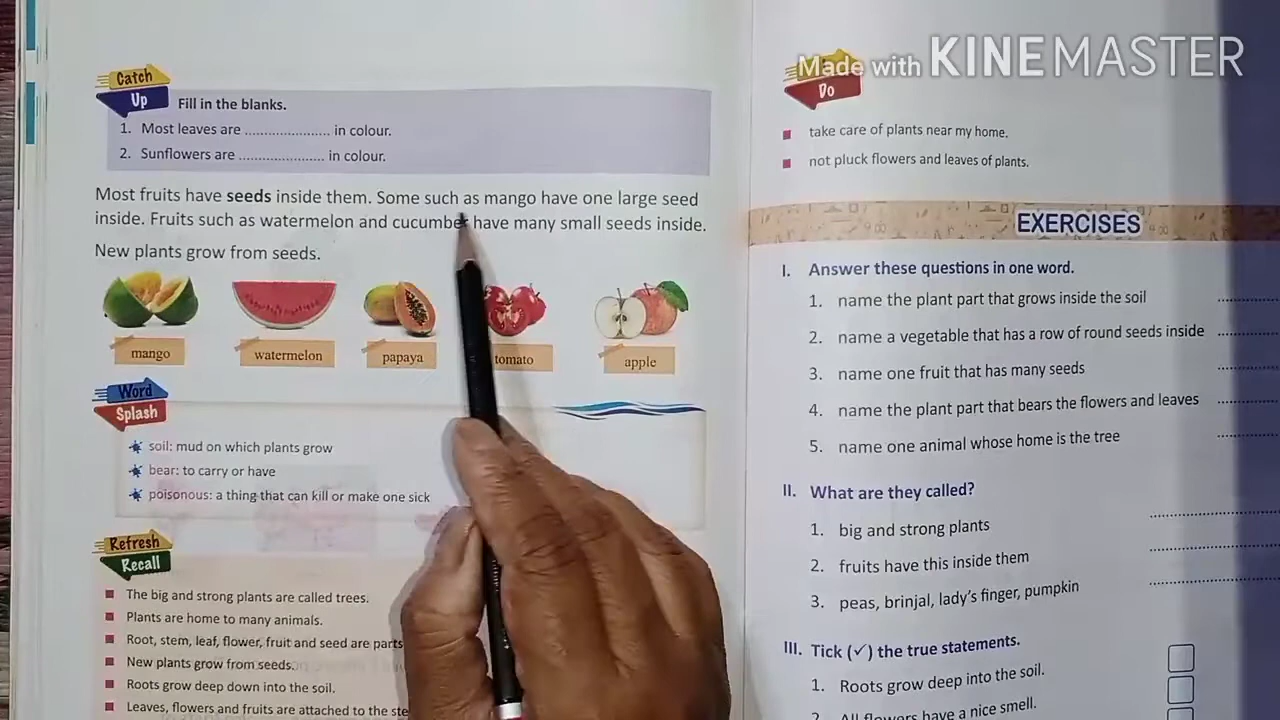 Made with KINEMASTER
Catch
Up
Fill in the blanks.
1. Most leaves are ..................... in colour.
2. Sunflowers are ..................... in colour.
Most fruits have seeds inside them. Some such as mango have one large seed
inside. Fruits such as watermelon and cucumber have many small seeds inside.
New plants grow from seeds.
mango
watermelon
papaya
tomato
apple
Word
Splash
soil: mud on which plants grow
bear: to carry or have
poisonous: a thing that can kill or make one sick
Refresh
Recall
The big and strong plants are called trees.
Plants are home to many animals.
Root, stem, leaf, flower, fruit and seed are parts
New plants grow from seeds.
Roots grow deep down into the soil.
Leaves, flowers and fruits are attached to the ste
Do
take care of plants near my home.
not pluck flowers and leaves of plants.
EXERCISES
I. Answer these questions in one word.
1. name the plant part that grows inside the soil
2. name a vegetable that has a row of round seeds inside
3. name one fruit that has many seeds
4. name the plant part that bears the flowers and leaves
5. name one animal whose home is the tree
II. What are they called?
1. big and strong plants
2. fruits have this inside them
3. peas, brinjal, lady's finger, pumpkin
III. Tick (✓) the true statements.
1. Roots grow deep into the soil.
2. All flowers have a nice smell.